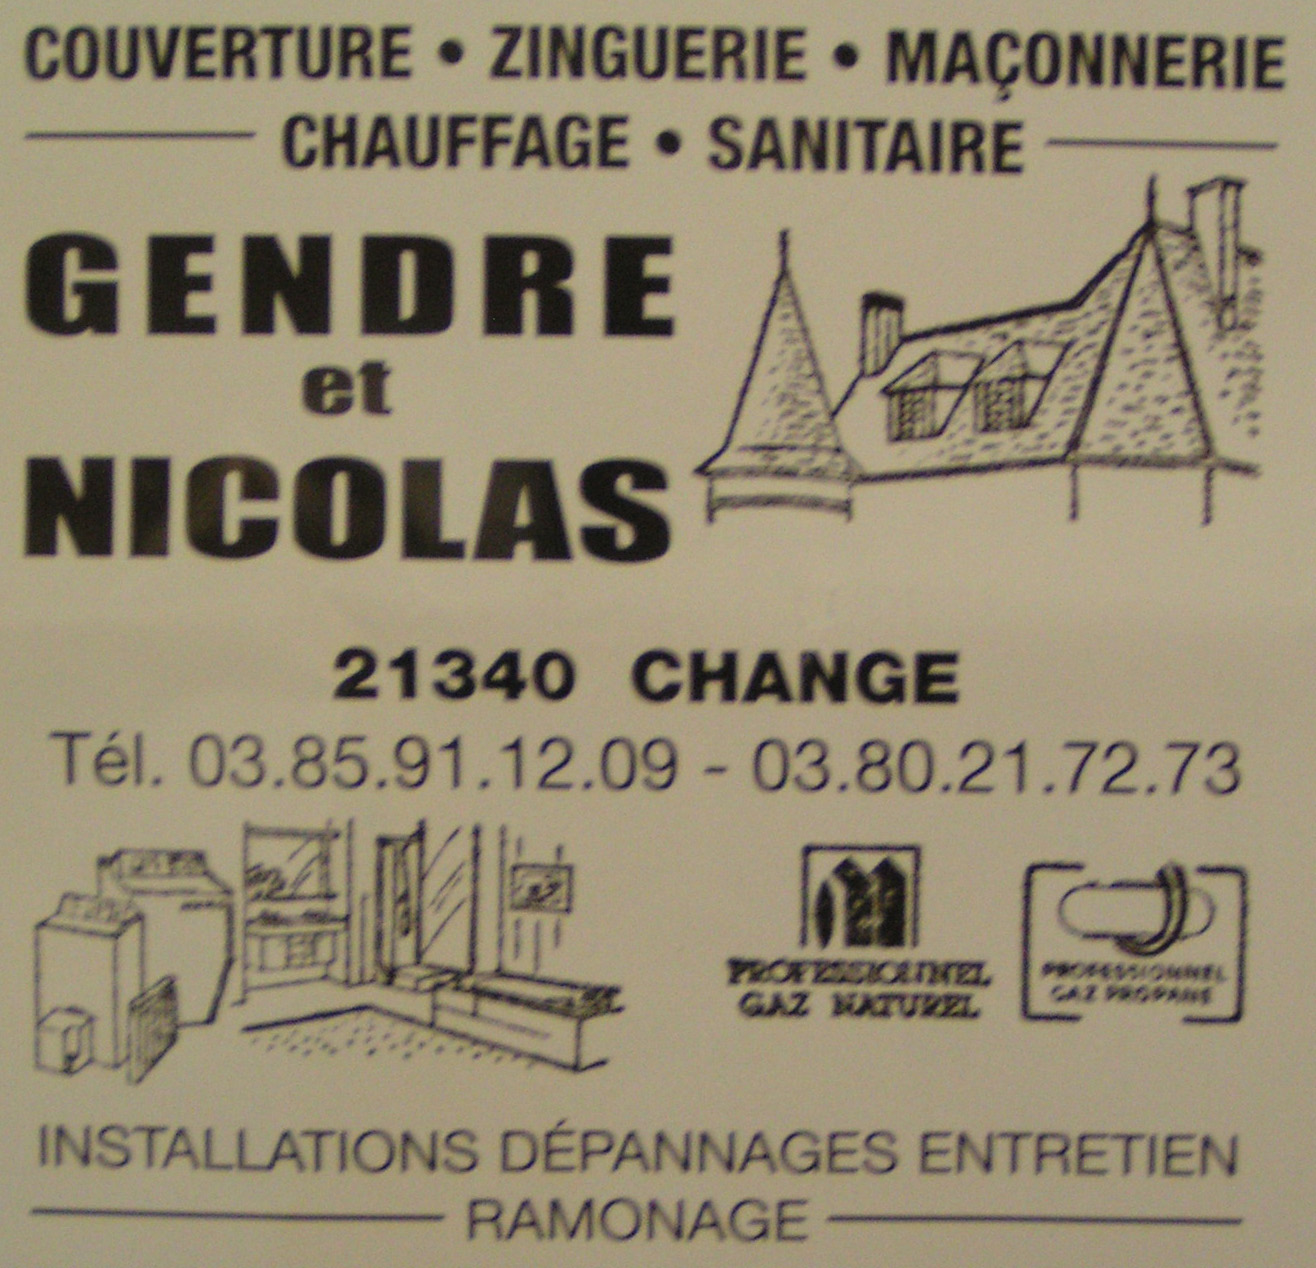 COUVERTURE • ZINGUERIE • MAÇONNERIE
CHAUFFAGE • SANITAIRE
GENDRE
et
NICOLAS
21340 CHANGE
Tél. 03.85.91.12.09 - 03.80.21.72.73
PROFESSIONNEL
GAZ NATUREL
PROFESSIONNEL
GAZ PROPANE
INSTALLATIONS DÉPANNAGES ENTRETIEN
RAMONAGE